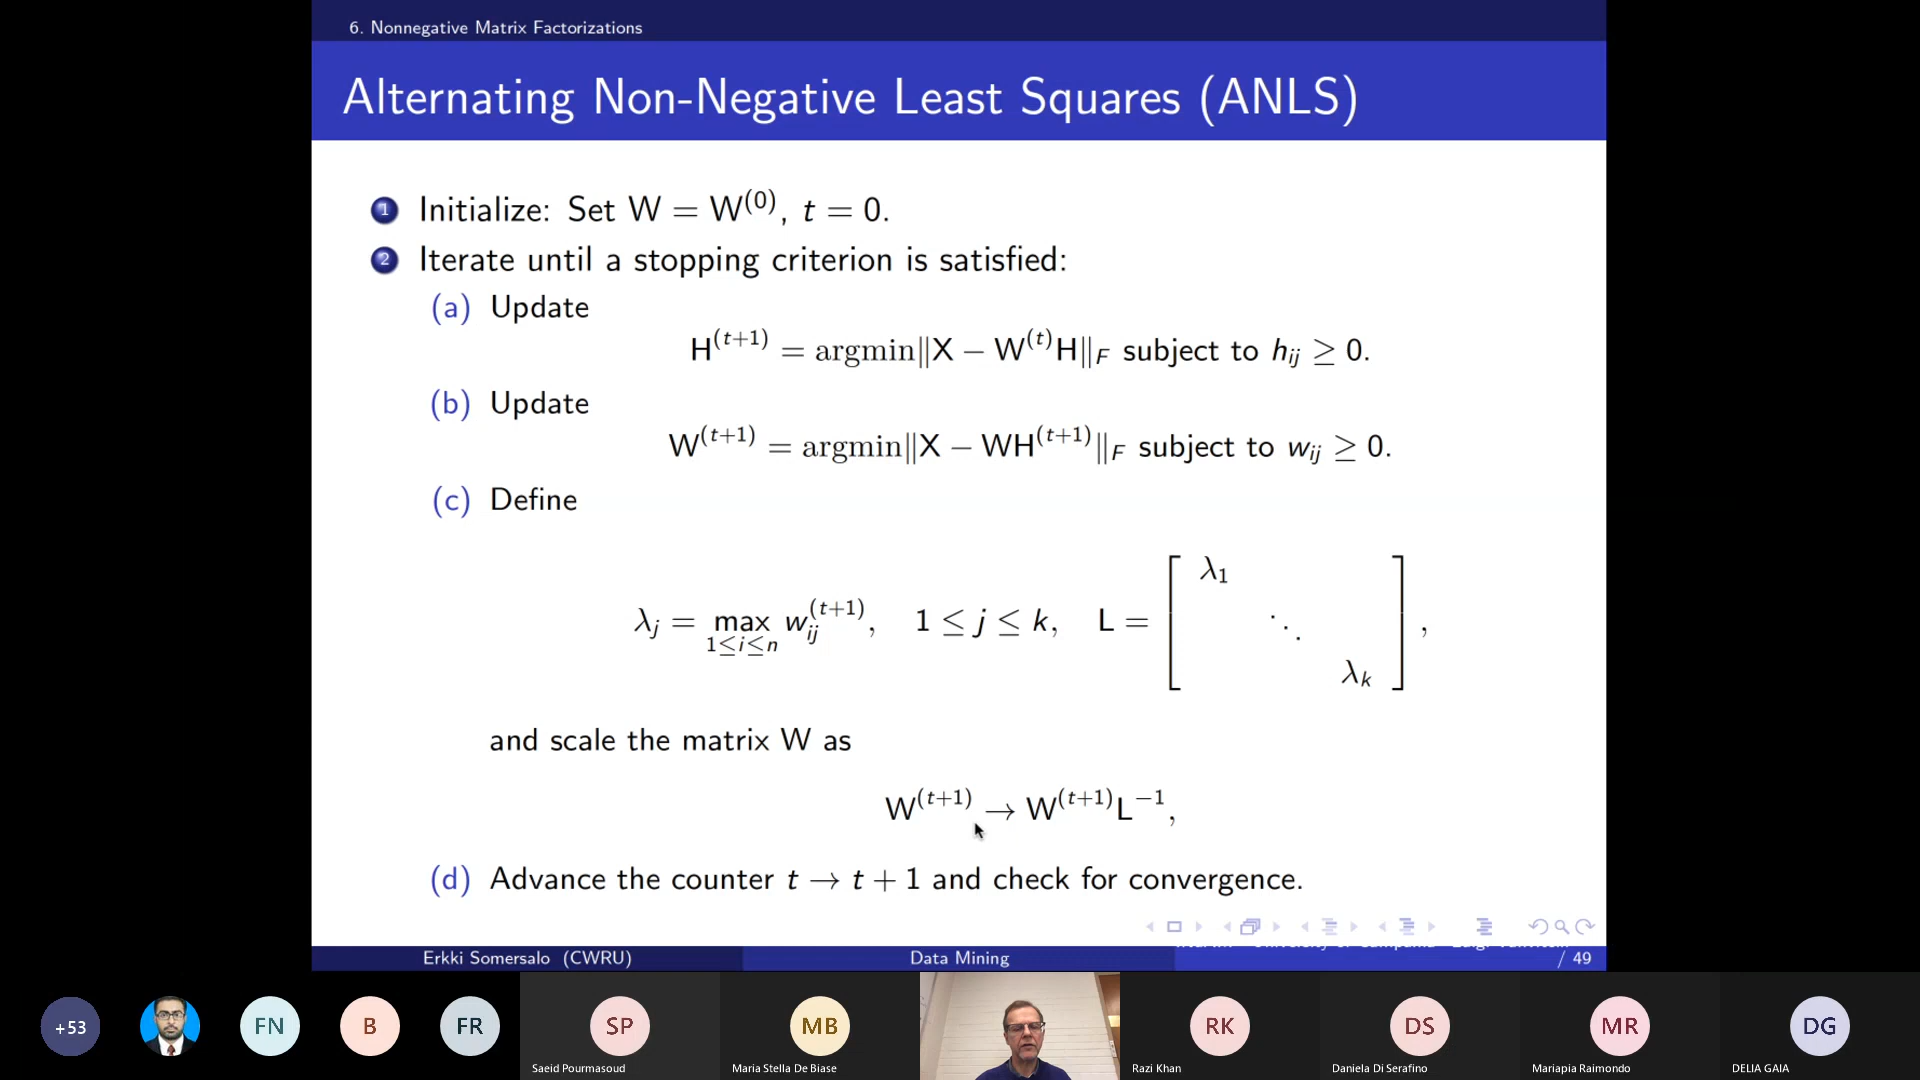 6. Nonnegative Matrix Factorizations
Alternating Non-Negative Least Squares (ANLS)
1 Initialize: Set W = W^(0), t = 0.
2 Iterate until a stopping criterion is satisfied:
(a) Update
H^(t+1) = argmin‖X − W^(t)H‖_F subject to h_ij ≥ 0.
(b) Update
W^(t+1) = argmin‖X − WH^(t+1)‖_F subject to w_ij ≥ 0.
(c) Define
λ_j = max_{1≤i≤n} w_ij^(t+1), 1 ≤ j ≤ k, L = [ λ_1 ⋱ λ_k ],
and scale the matrix W as
W^(t+1) → W^(t+1)L^−1,
(d) Advance the counter t → t + 1 and check for convergence.
Erkki Somersalo (CWRU) Data Mining / 49
+53 FN B FR SP MB RK DS MR DG
Saeid Pourmasoud Maria Stella De Biase Razi Khan Daniela Di Serafino Mariapia Raimondo DELIA GAIA